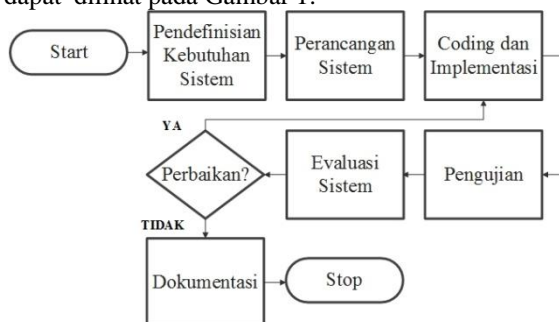 dapat dilihat pada Gambar 1.
Start
Pendefinisian
Kebutuhan
Sistem
Perancangan
Sistem
Coding dan
Implementasi
YA
Perbaikan?
Evaluasi
Sistem
Pengujian
TIDAK
Dokumentasi
Stop